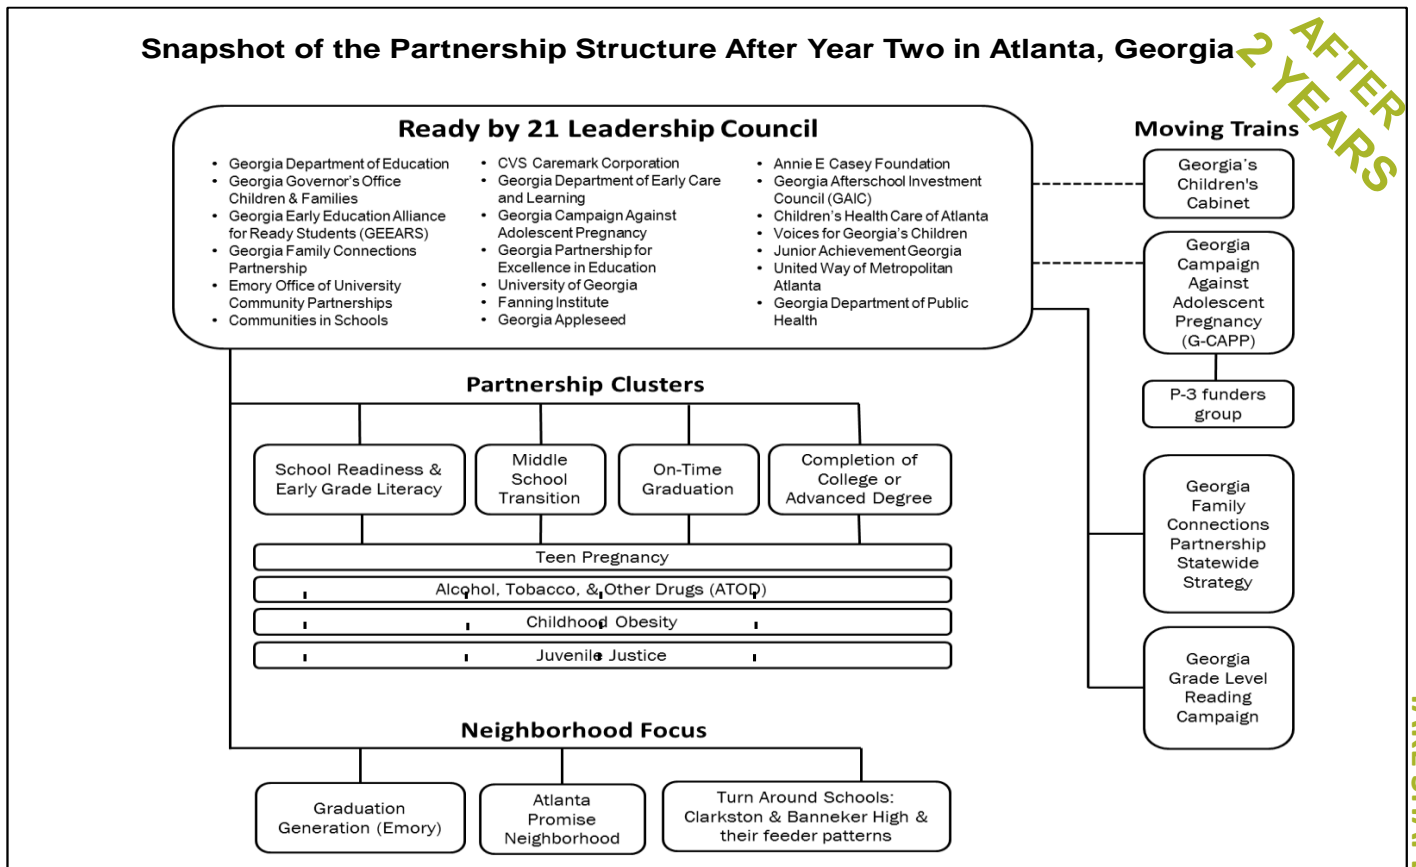 Snapshot of the Partnership Structure After Year Two in Atlanta, Georgia
AFTER
2 YEARS
Ready by 21 Leadership Council
• Georgia Department of Education
• Georgia Governor's Office
Children & Families
• Georgia Early Education Alliance
for Ready Students (GEEARS)
• Georgia Family Connections
Partnership
• Emory Office of University
Community Partnerships
• Communities in Schools
• CVS Caremark Corporation
• Georgia Department of Early Care
and Learning
• Georgia Campaign Against
Adolescent Pregnancy
• Georgia Partnership for
Excellence in Education
• University of Georgia
• Fanning Institute
• Georgia Appleseed
• Annie E Casey Foundation
• Georgia Afterschool Investment
Council (GAIC)
• Children's Health Care of Atlanta
• Voices for Georgia's Children
• Junior Achievement Georgia
• United Way of Metropolitan
Atlanta
• Georgia Department of Public
Health
Moving Trains
Georgia's
Children's
Cabinet
Georgia
Campaign
Against
Adolescent
Pregnancy
(G-CAPP)
P-3 funders
group
Georgia
Family
Connections
Partnership
Statewide
Strategy
Georgia
Grade Level
Reading
Campaign
Partnership Clusters
School Readiness &
Early Grade Literacy
Middle
School
Transition
On-Time
Graduation
Completion of
College or
Advanced Degree
Teen Pregnancy
Alcohol, Tobacco, & Other Drugs (ATOD)
Childhood Obesity
Juvenile Justice
Neighborhood Focus
Graduation
Generation (Emory)
Atlanta
Promise
Neighborhood
Turn Around Schools:
Clarkston & Banneker High &
their feeder patterns